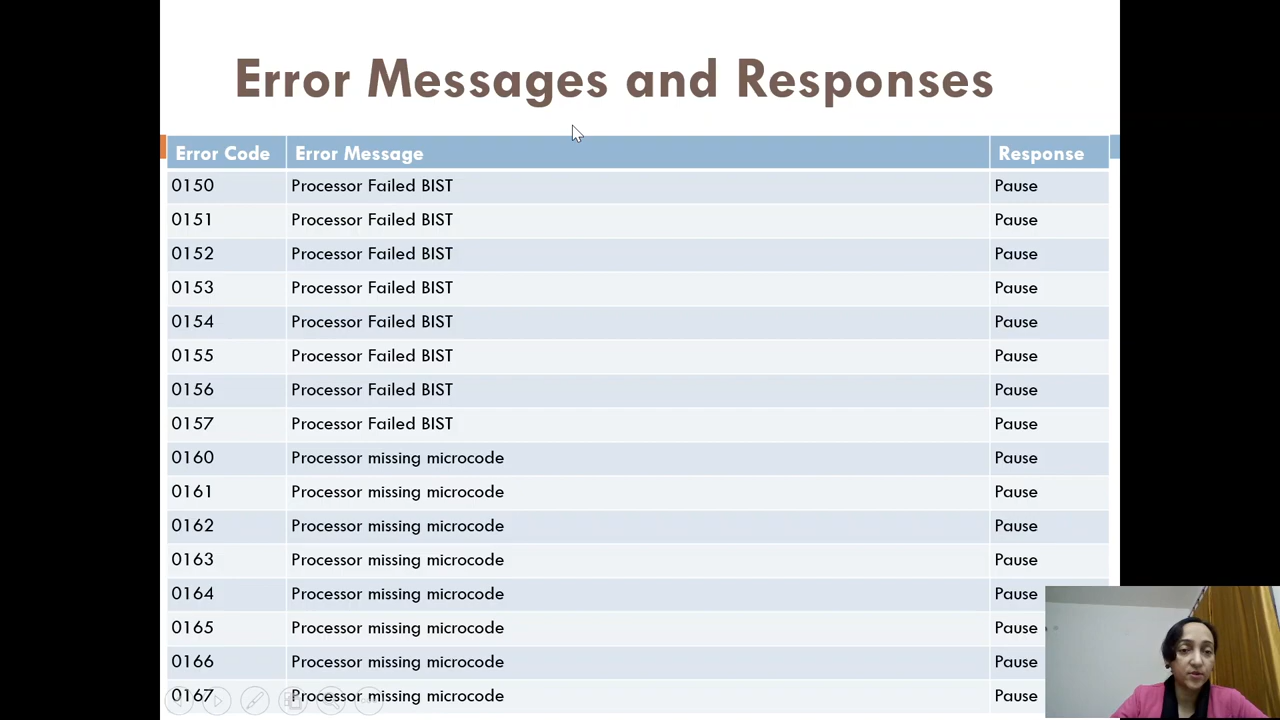 Error Messages and Responses
Error Code Error Message Response
0150 Processor Failed BIST Pause
0151 Processor Failed BIST Pause
0152 Processor Failed BIST Pause
0153 Processor Failed BIST Pause
0154 Processor Failed BIST Pause
0155 Processor Failed BIST Pause
0156 Processor Failed BIST Pause
0157 Processor Failed BIST Pause
0160 Processor missing microcode Pause
0161 Processor missing microcode Pause
0162 Processor missing microcode Pause
0163 Processor missing microcode Pause
0164 Processor missing microcode Pause
0165 Processor missing microcode Pause
0166 Processor missing microcode Pause
0167 Processor missing microcode Pause